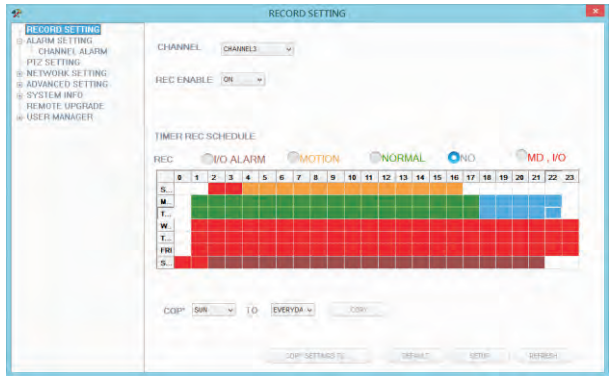 RECORD SETTING
RECORD SETTING
ALARM SETTING
CHANNEL ALARM
PTZ SETTING
NETWORK SETTING
ADVANCED SETTING
SYSTEM INFO
REMOTE UPGRADE
USER MANAGER
CHANNEL CHANNEL3
REC ENABLE ON
TIMER REC SCHEDULE
REC I/O ALARM MOTION NORMAL NO MD , I/O
0 1 2 3 4 5 6 7 8 9 10 11 12 13 14 15 16 17 18 19 20 21 22 23
S...
M...
T...
W...
T...
FRI
S...
COPY SUN TO EVERYDA COPY
COPY SETTINGS TO... DEFAULT SETUP REFRESH